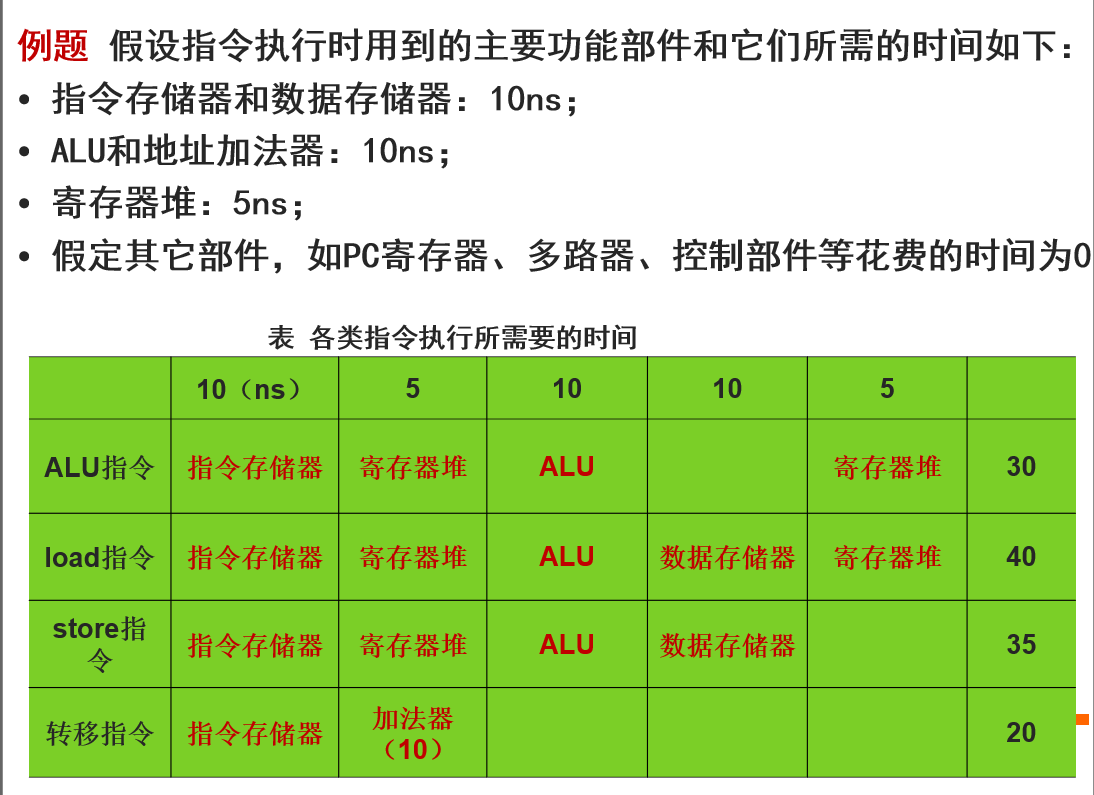 例题 假设指令执行时用到的主要功能部件和它们所需的时间如下：
• 指令存储器和数据存储器：10ns；
• ALU和地址加法器：10ns；
• 寄存器堆：5ns；
• 假定其它部件，如PC寄存器、多路器、控制部件等花费的时间为0
表 各类指令执行所需要的时间
10（ns） 5 10 10 5
ALU指令 指令存储器 寄存器堆 ALU 寄存器堆 30
load指令 指令存储器 寄存器堆 ALU 数据存储器 寄存器堆 40
store指
令 指令存储器 寄存器堆 ALU 数据存储器 35
转移指令 指令存储器 加法器
（10） 20